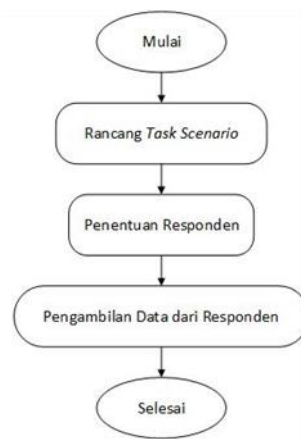 Mulai
Rancang Task Scenario
Penentuan Responden
Pengambilan Data dari Responden
Selesai